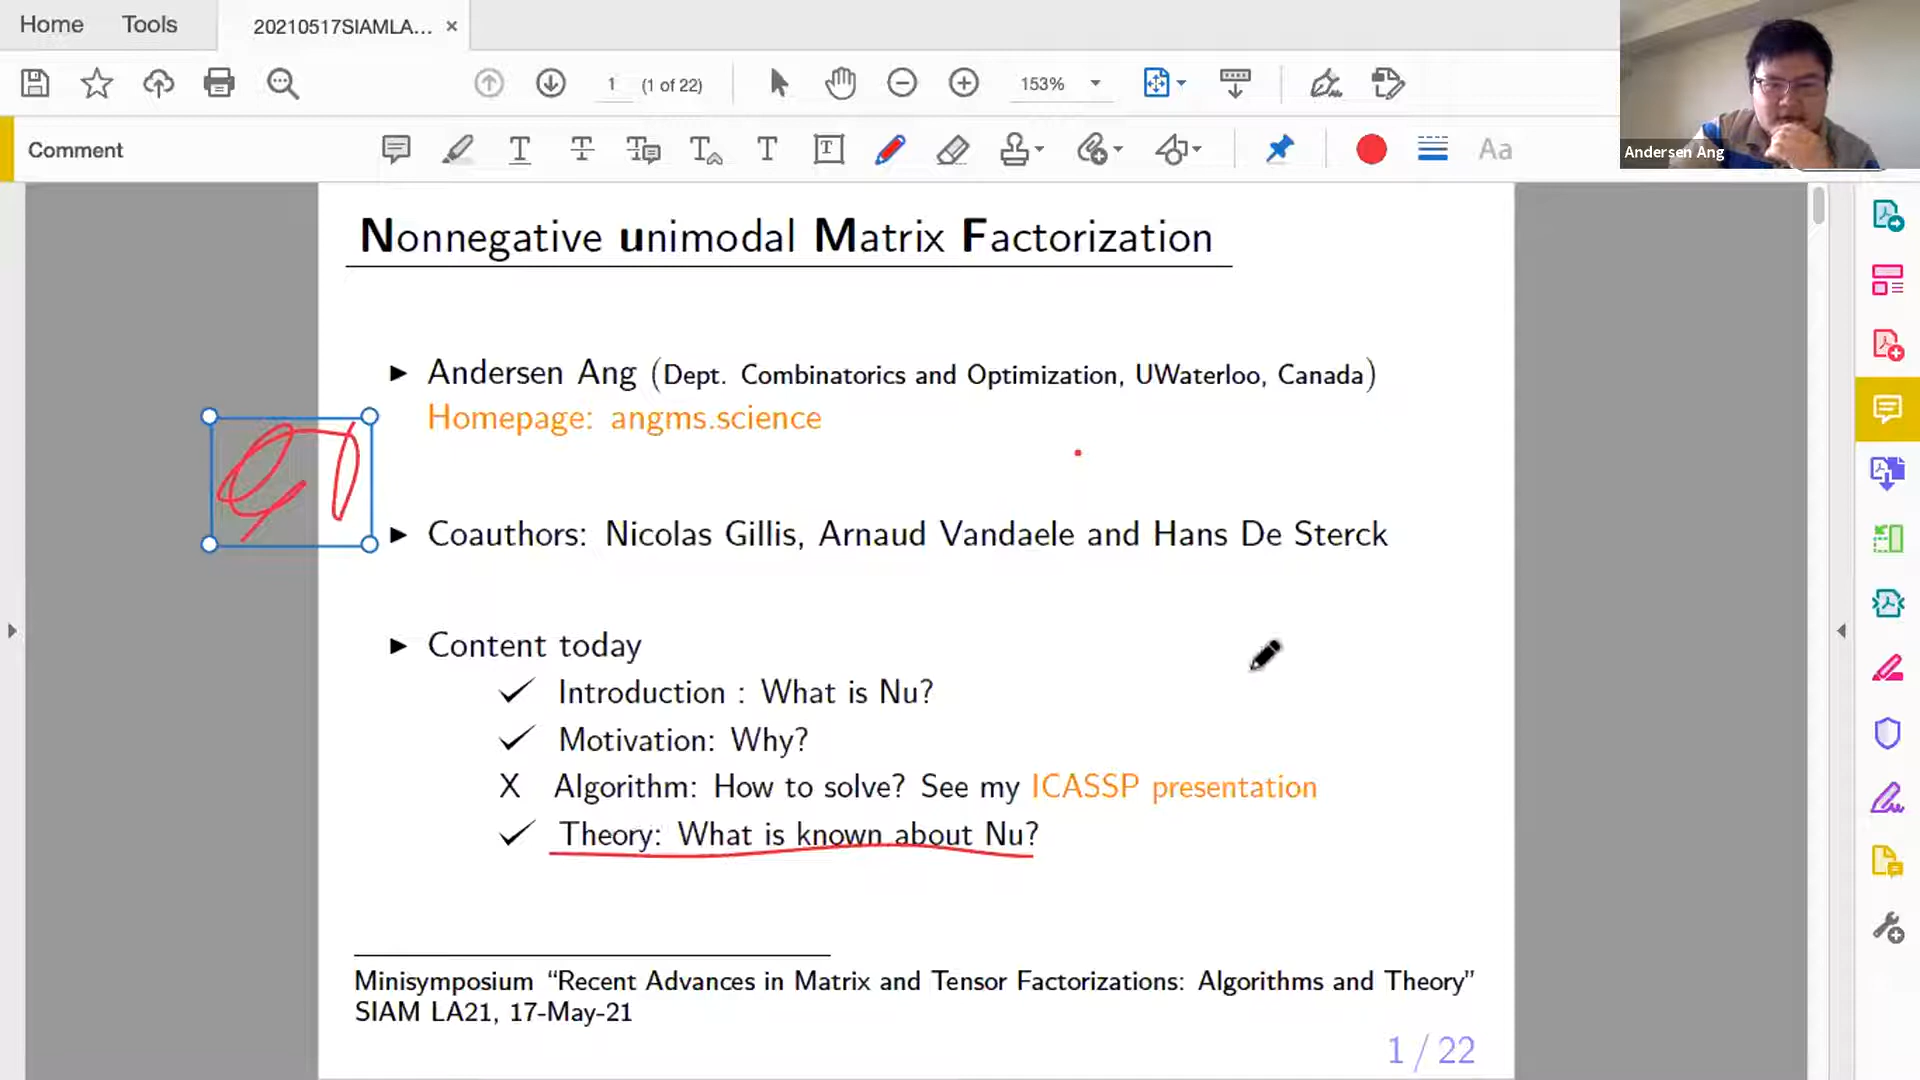 Home Tools 20210517SIAMLA... ×
1 (1 of 22) 153%
Comment
Aa
Andersen Ang
Nonnegative unimodal Matrix Factorization
► Andersen Ang (Dept. Combinatorics and Optimization, UWaterloo, Canada)
Homepage: angms.science
► Coauthors: Nicolas Gillis, Arnaud Vandaele and Hans De Sterck
► Content today
✓ Introduction : What is Nu?
✓ Motivation: Why?
X Algorithm: How to solve? See my ICASSP presentation
✓ Theory: What is known about Nu?
Minisymposium “Recent Advances in Matrix and Tensor Factorizations: Algorithms and Theory”
SIAM LA21, 17-May-21
1 / 22